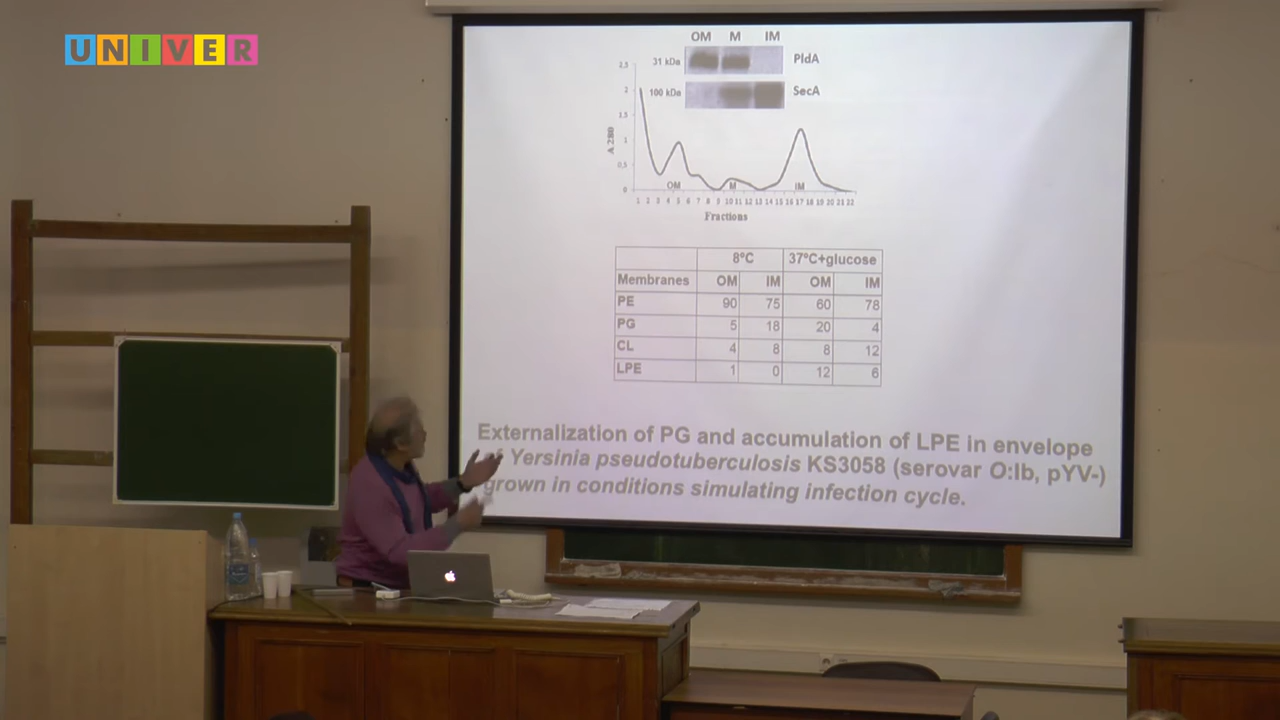 UNIVER
OM M IM
31 kDa PldA
100 kDa SecA
2,5
2
1,5
1
0,5
0
A 280
OM M IM
1 2 3 4 5 6 7 8 9 10 11 12 13 14 15 16 17 18 19 20 21 22
Fractions
8ºC 37ºC+glucose
Membranes OM IM OM IM
PE 90 75 60 78
PG 5 18 20 4
CL 4 8 8 12
LPE 1 0 12 6
Externalization of PG and accumulation of LPE in envelope
Yersinia pseudotuberculosis KS3058 (serovar O:Ib, pYV-)
grown in conditions simulating infection cycle.